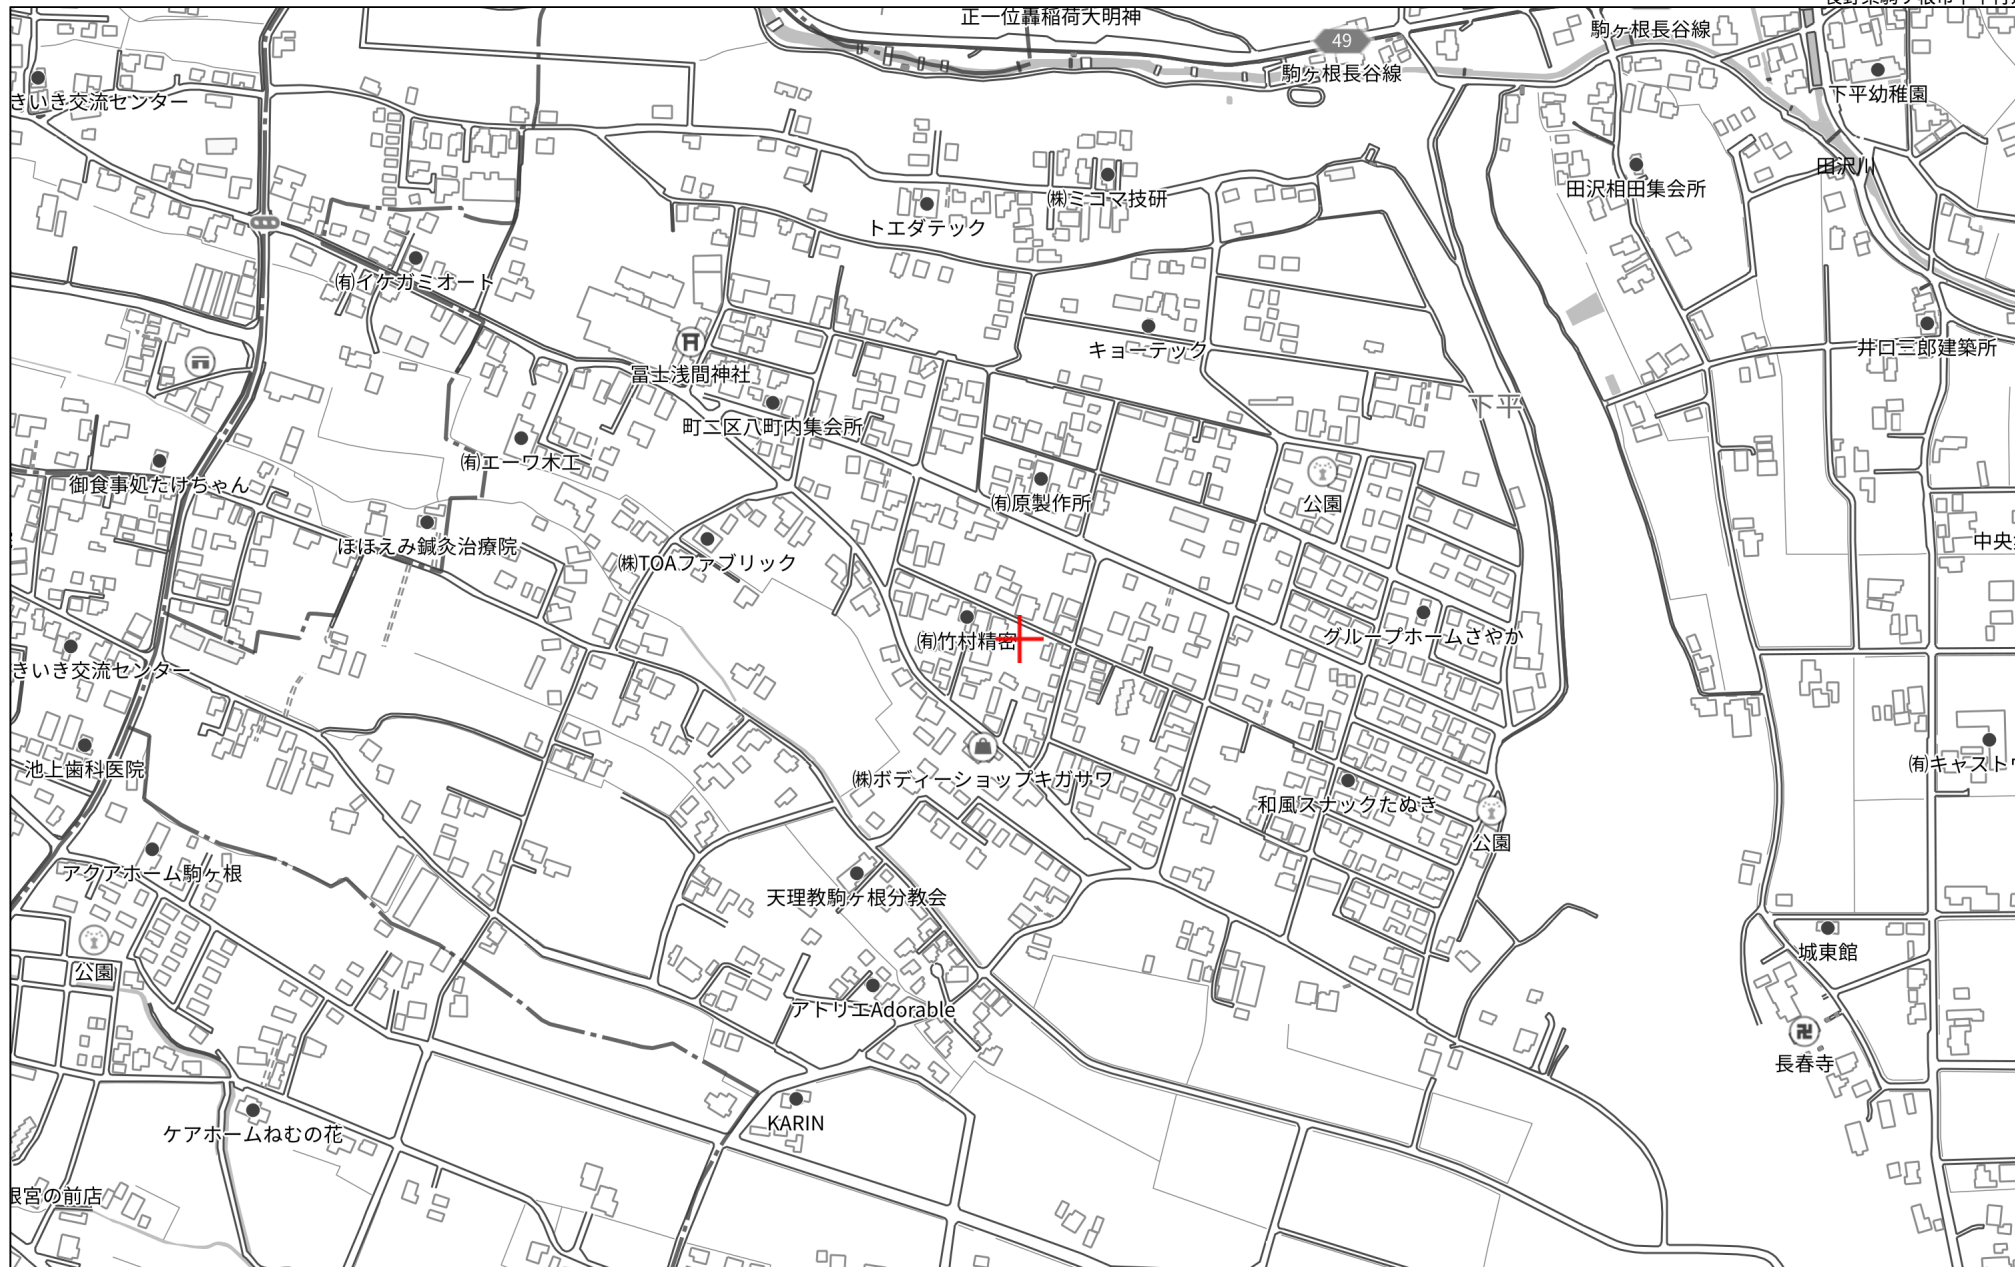 正一位轟稲荷大明神
駒ヶ根長谷線
49
駒ヶ根長谷線
きいき交流センター
下平幼稚園
田沢川
田沢相田集会所
㈱ミコマ技研
トエダテック
㈲イケガミオート
キョーテック
井口三郎建築所
冨士浅間神社
下平
町二区八町内集会所
㈲エーワ木工
御食事処たけちゃん
㈲原製作所
公園
中央
ほほえみ鍼灸治療院
㈱TOAファブリック
㈲竹村精密
グループホームさやか
きいき交流センター
池上歯科医院
㈲キャスト
㈱ボディーショップキガサワ
和風スナックたぬき
公園
アクアホーム駒ヶ根
天理教駒ヶ根分教会
城東館
公園
アトリエAdorable
長春寺
KARIN
ケアホームねむの花
根宮の前店